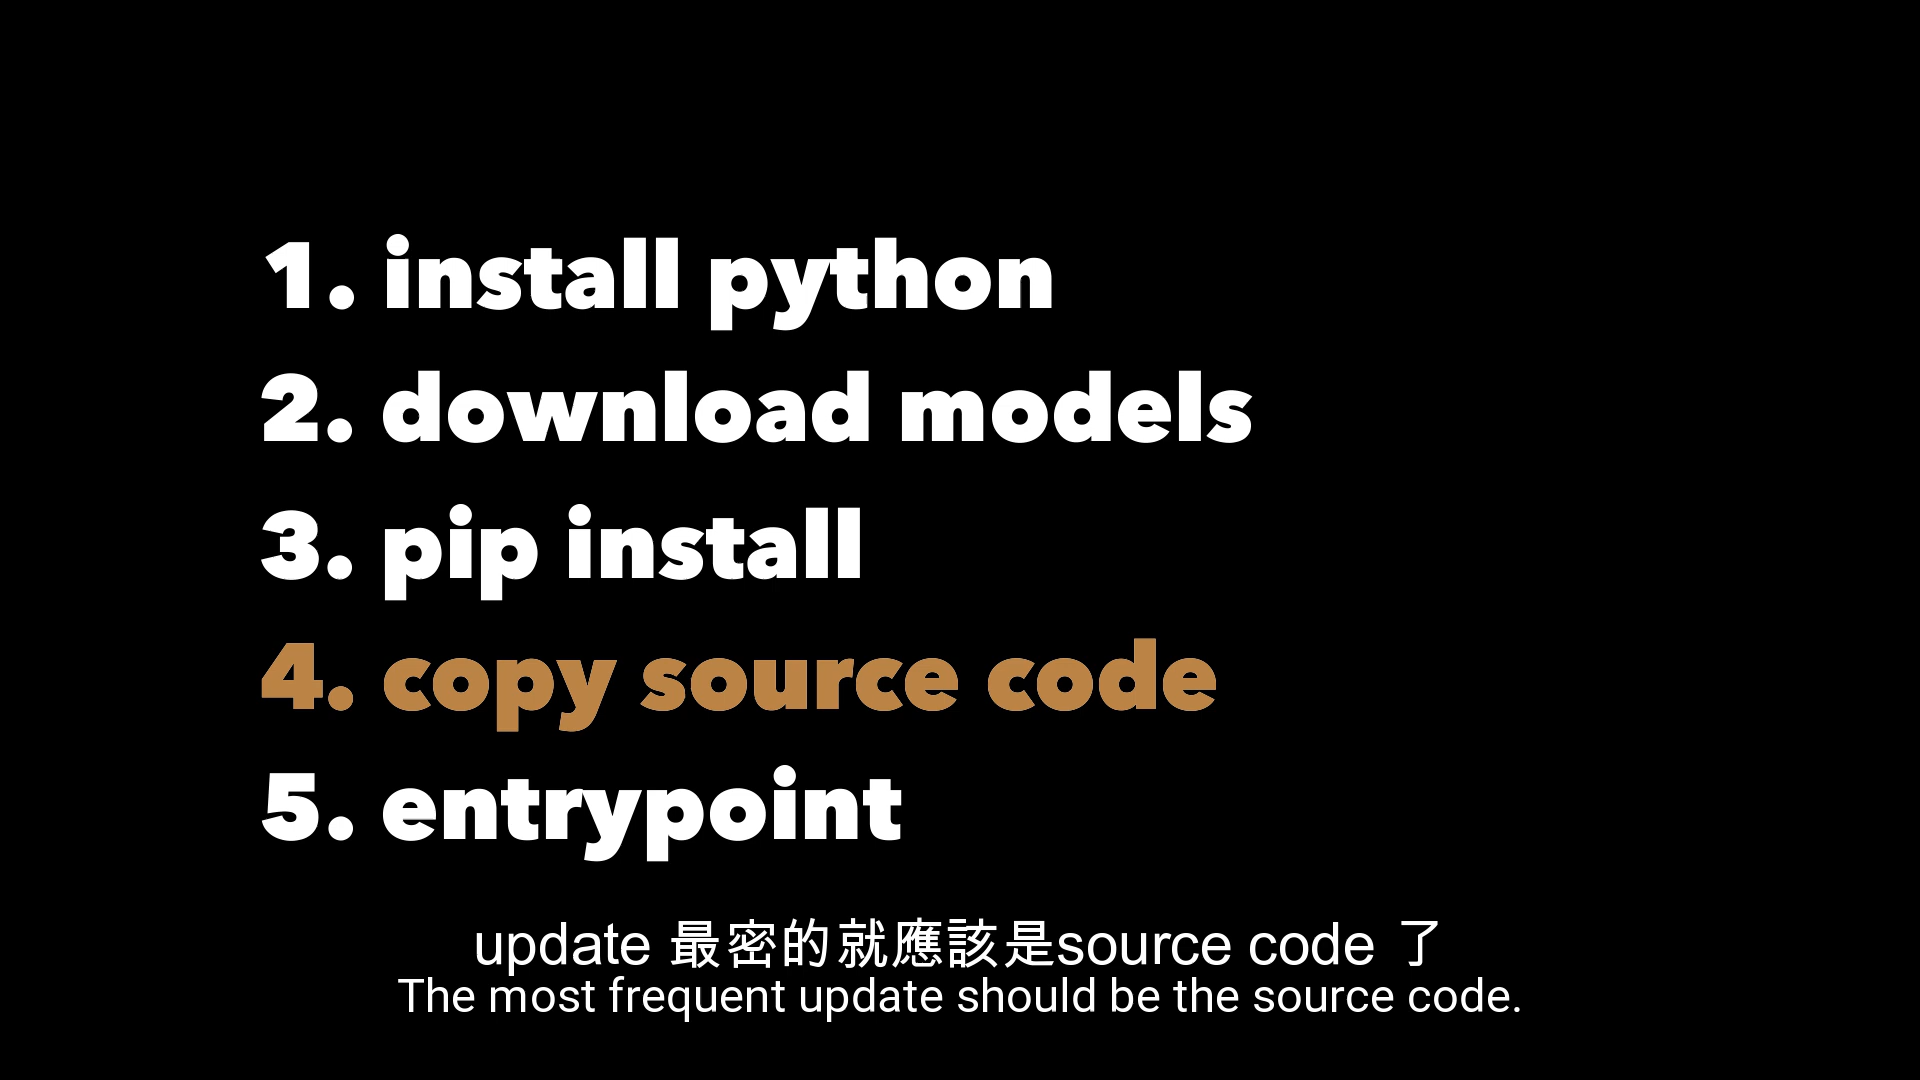 1. install python
2. download models
3. pip install
4. copy source code
5. entrypoint
update 最密的就應該是source code 了
The most frequent update should be the source code.